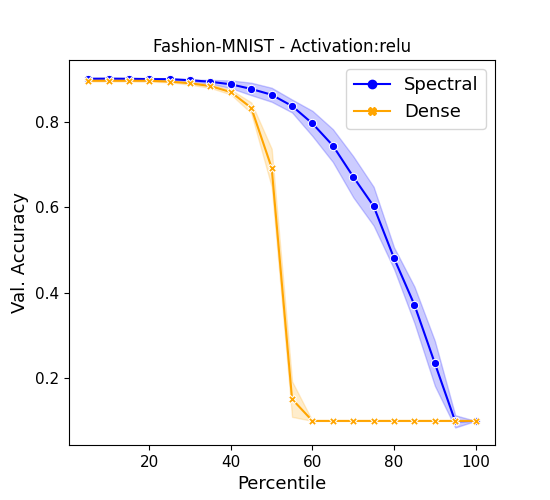 Fashion-MNIST - Activation:relu
Spectral
Dense
Val. Accuracy
0.8
0.6
0.4
0.2
20
40
60
80
100
Percentile